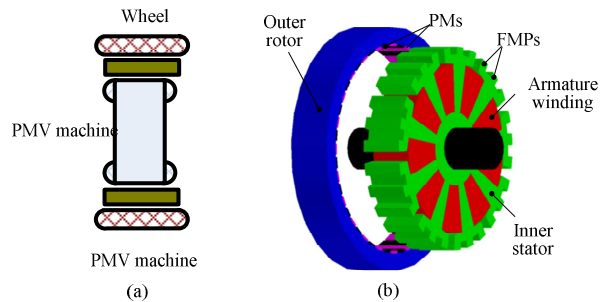 Wheel
PMV machine
PMV machine
(a)
Outer
rotor
PMs
FMPs
Armature
winding
Inner
stator
(b)